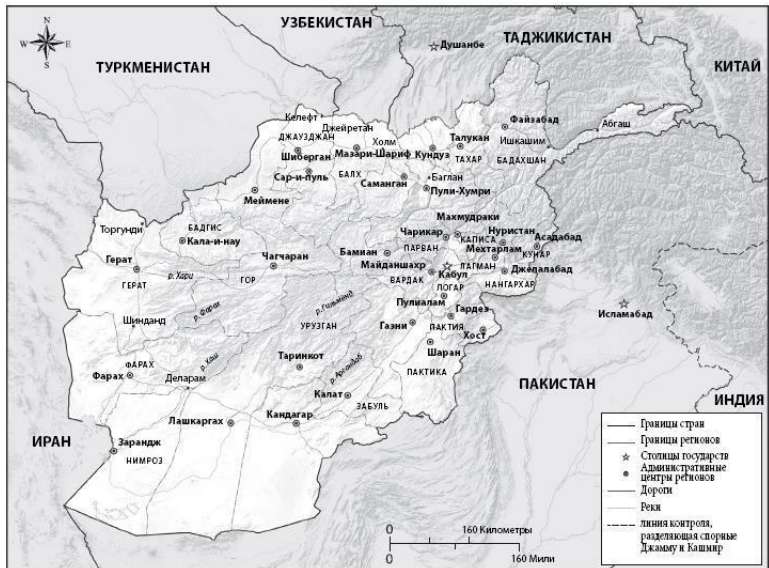 УЗБЕКИСТАН
ТАДЖИКИСТАН
Душанбе
КИТАЙ
ТУРКМЕНИСТАН
N
W
E
S
Келефт
Джейретан
Файзабад
Абгаш
ДЖАУЗДЖАН
Холм
Талукан
Ишкашим
Шиберган
Мазари-Шариф
Кундуз
ТАХАР
БАДАХШАН
Сар-и-пуль
БАЛХ
Саманган
Баглан
Пули-Хумри
Меймене
Махмудраки
Торгунди
БАДГИС
Кала-и-нау
Чарикар
КАПИСА
Нуристан
Асадабад
Бамиан
ПАРВАН
Мехтарлам
КУНАР
Герат
р. Хари
Чагчаран
Майданшахр
ЛАГМАН
Джелалабад
ГЕРАТ
ГОР
ВАРДАК
Кабул
НАНГАРХАР
ЛОГАР
р. Фарах
р. Гильменд
Пулиалам
Гардез
Исламабад
Шинданд
УРУЗГАН
Газни
ПАКТИЯ
Хост
р. Хаш
Шаран
ФАРАХ
Таринкот
р. Аргандаб
Фарах
Делара́м
ПАКТИКА
ПАКИСТАН
Калат
ЗАБУЛЬ
ИНДИЯ
Лашкаргах
Кандагар
ИРАН
Зарандж
НИМРОЗ
Границы стран
Границы регионов
Столицы государств
Административные
центры регионов
Дороги
Реки
линия контроля,
разделяющая спорные
Джамму и Кашмир
0
160 Километры
0
160 Мили